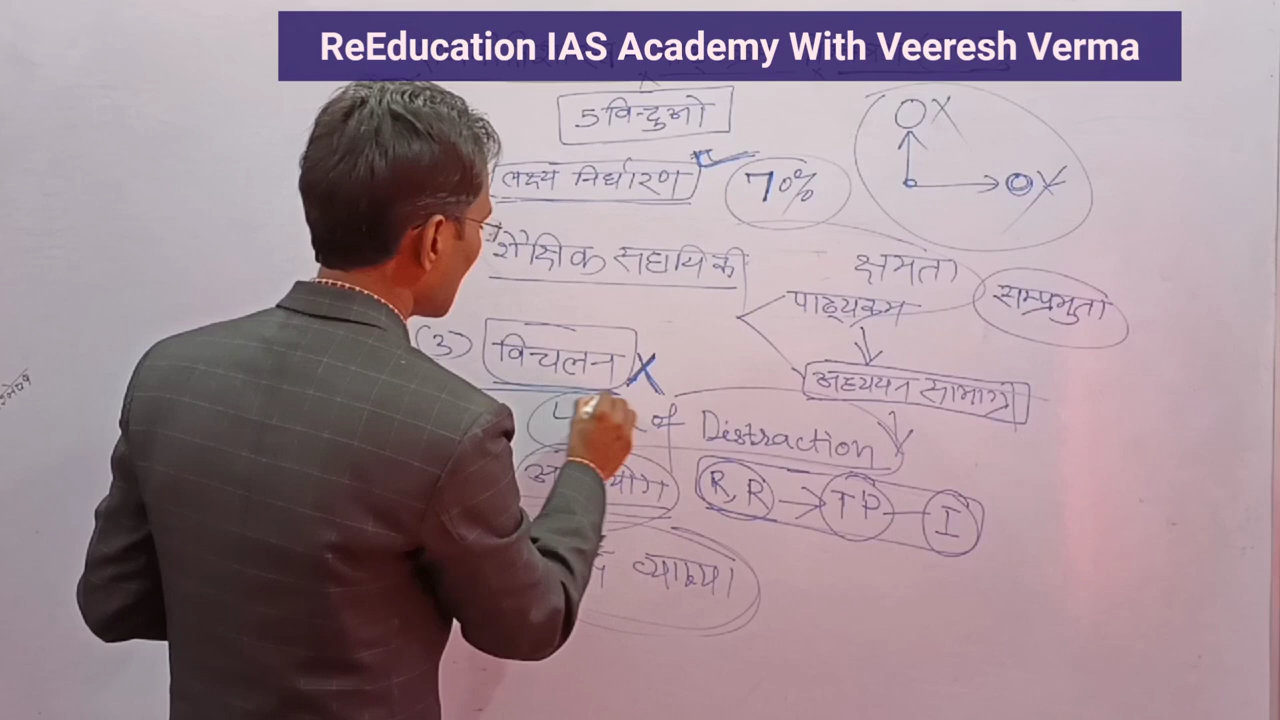 ReEducation IAS Academy With Veeresh Verma
5 विन्दुओ
X
लक्ष्य निर्धारण 70%
X
शैक्षिक सहायिकी
क्षमता
पाठ्यक्रम
सम्प्रभुता
(3) विचलन X
अध्ययन सामाग्री
of Distraction
R, R → TP — I
व्याख्या